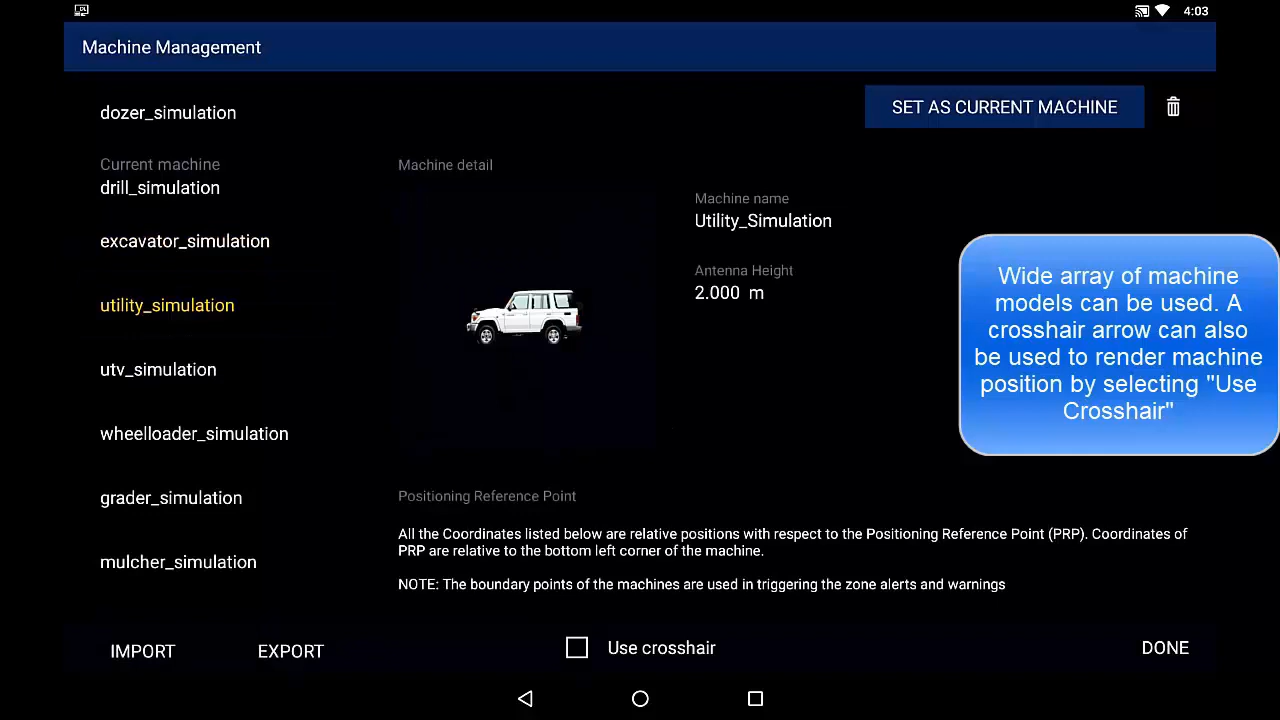 4:03
Machine Management
dozer_simulation
SET AS CURRENT MACHINE
Current machine
drill_simulation
excavator_simulation
utility_simulation
utv_simulation
wheelloader_simulation
grader_simulation
mulcher_simulation
Machine detail
Machine name
Utility_Simulation
Antenna Height
2.000 m
Wide array of machine
models can be used. A
crosshair arrow can also
be used to render machine
position by selecting "Use
Crosshair"
Positioning Reference Point
All the Coordinates listed below are relative positions with respect to the Positioning Reference Point (PRP). Coordinates of
PRP are relative to the bottom left corner of the machine.
NOTE: The boundary points of the machines are used in triggering the zone alerts and warnings
IMPORT
EXPORT
Use crosshair
DONE